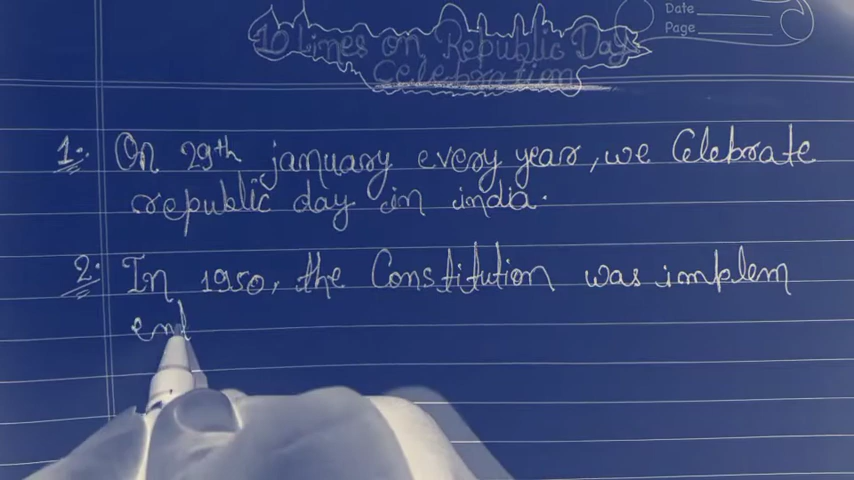 10 Lines on Republic Day
Celebration
Date
Page
1. On 29th january every year, we Celebrate
republic day in india.
2. In 1950, the Constitution was implem
ent